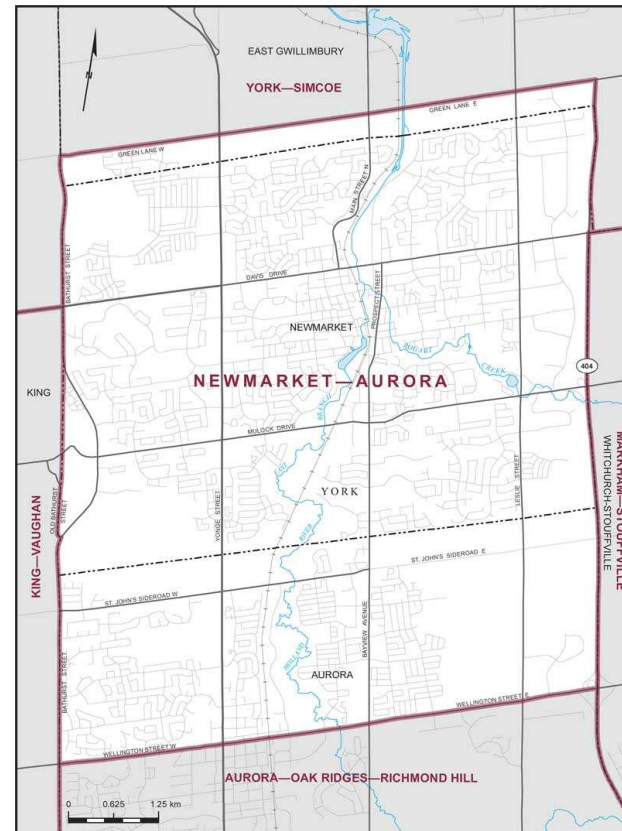 EAST GWILLIMBURY
YORK—SIMCOE
N
GREEN LANE E
GREEN LANE W
MAIN STREET N
BATHURST STREET
DAVIS DRIVE
PROSPECT STREET
NEWMARKET
BOGART
CREEK
404
NEWMARKET—AURORA
KING
BRANCH
MULOCK DRIVE
MARKHAM—STOUFFVILLE
WHITCHURCH–STOUFFVILLE
EAST
YORK
LESLIE STREET
OLD BATHURST
STREET
YONGE STREET
RIVER
KING—VAUGHAN
ST. JOHN'S SIDEROAD E
ST. JOHN'S SIDEROAD W
BAYVIEW AVENUE
HOLLAND
BATHURST STREET
AURORA
WELLINGTON STREET E
WELLINGTON STREET W
AURORA—OAK RIDGES—RICHMOND HILL
0 0.625 1.25 km